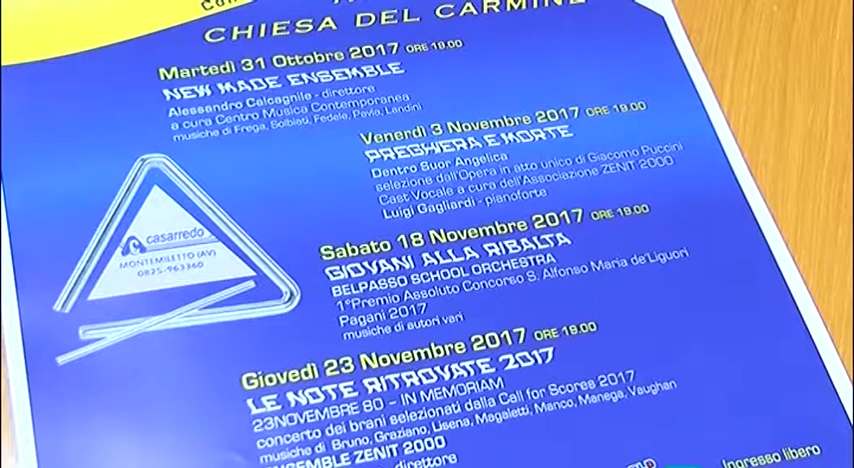 CHIESA DEL CARMINE
Martedì 31 Ottobre 2017 ORE 19.00
NEW MADE ENSEMBLE
Alessandro Calcagnile - direttore
a cura Centro Musica Contemporanea
musiche di Frega, Solbiati, Fedele, Pavia, Landini
Venerdì 3 Novembre 2017 ORE 19.00
PREGHIERA E MORTE
Dentro Suor Angelica
selezione dall'Opera in atto unico di Giacomo Puccini
Cast Vocale a cura dell'Associazione ZENIT 2000
Luigi Gagliardi - pianoforte
casarredo
MONTEMILETTO (AV)
0825-963360
Sabato 18 Novembre 2017 ORE 19.00
GIOVANI ALLA RIBALTA
BELPASSO SCHOOL ORCHESTRA
1°Premio Assoluto Concorso S. Alfonso Maria de'Liguori
Pagani 2017
musiche di autori vari
Giovedì 23 Novembre 2017 ORE 19.00
LE NOTE RITROVATE 2017
23NOVEMBRE 80 - IN MEMORIAM
concerto dei brani selezionati dalla Call for Scores 2017
musiche di Bruno, Graziano, Lisena, Magaletti, Manco, Manega, Vaughan
ENSEMBLE ZENIT 2000
direttore
Ingresso libero